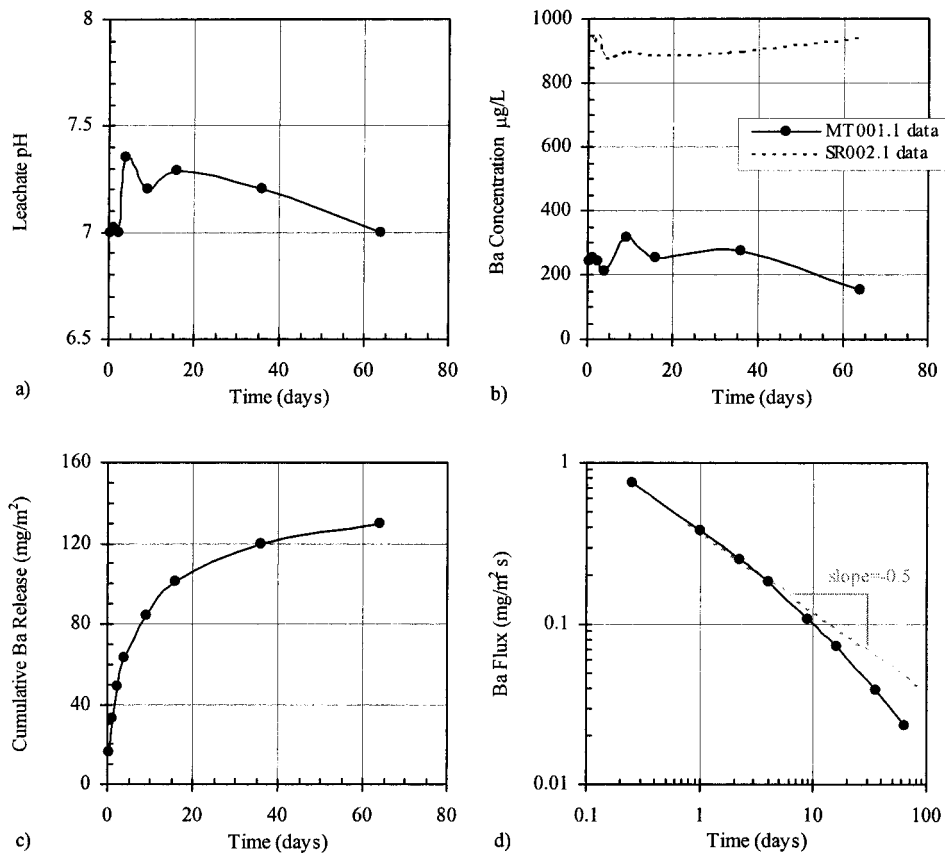 8
7.5
7
6.5
Leachate pH
0 20 40 60 80
Time (days)
a)
1000
800
600
400
200
0
Ba Concentration µg/L
MT001.1 data
SR002.1 data
0 20 40 60 80
Time (days)
b)
160
120
80
40
0
Cumulative Ba Release (mg/m²)
0 20 40 60 80
Time (days)
c)
1
0.1
0.01
Ba Flux (mg/m² s)
slope=-0.5
0.1 1 10 100
Time (days)
d)